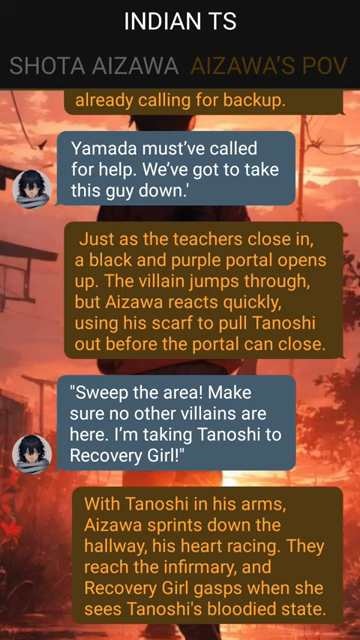 INDIAN TS
SHOTA AIZAWA AIZAWA'S POV
already calling for backup.
Yamada must've called
for help. We've got to take
this guy down.'
Just as the teachers close in,
a black and purple portal opens
up. The villain jumps through,
but Aizawa reacts quickly,
using his scarf to pull Tanoshi
out before the portal can close.
"Sweep the area! Make
sure no other villains are
here. I'm taking Tanoshi to
Recovery Girl!"
With Tanoshi in his arms,
Aizawa sprints down the
hallway, his heart racing. They
reach the infirmary, and
Recovery Girl gasps when she
sees Tanoshi's bloodied state.